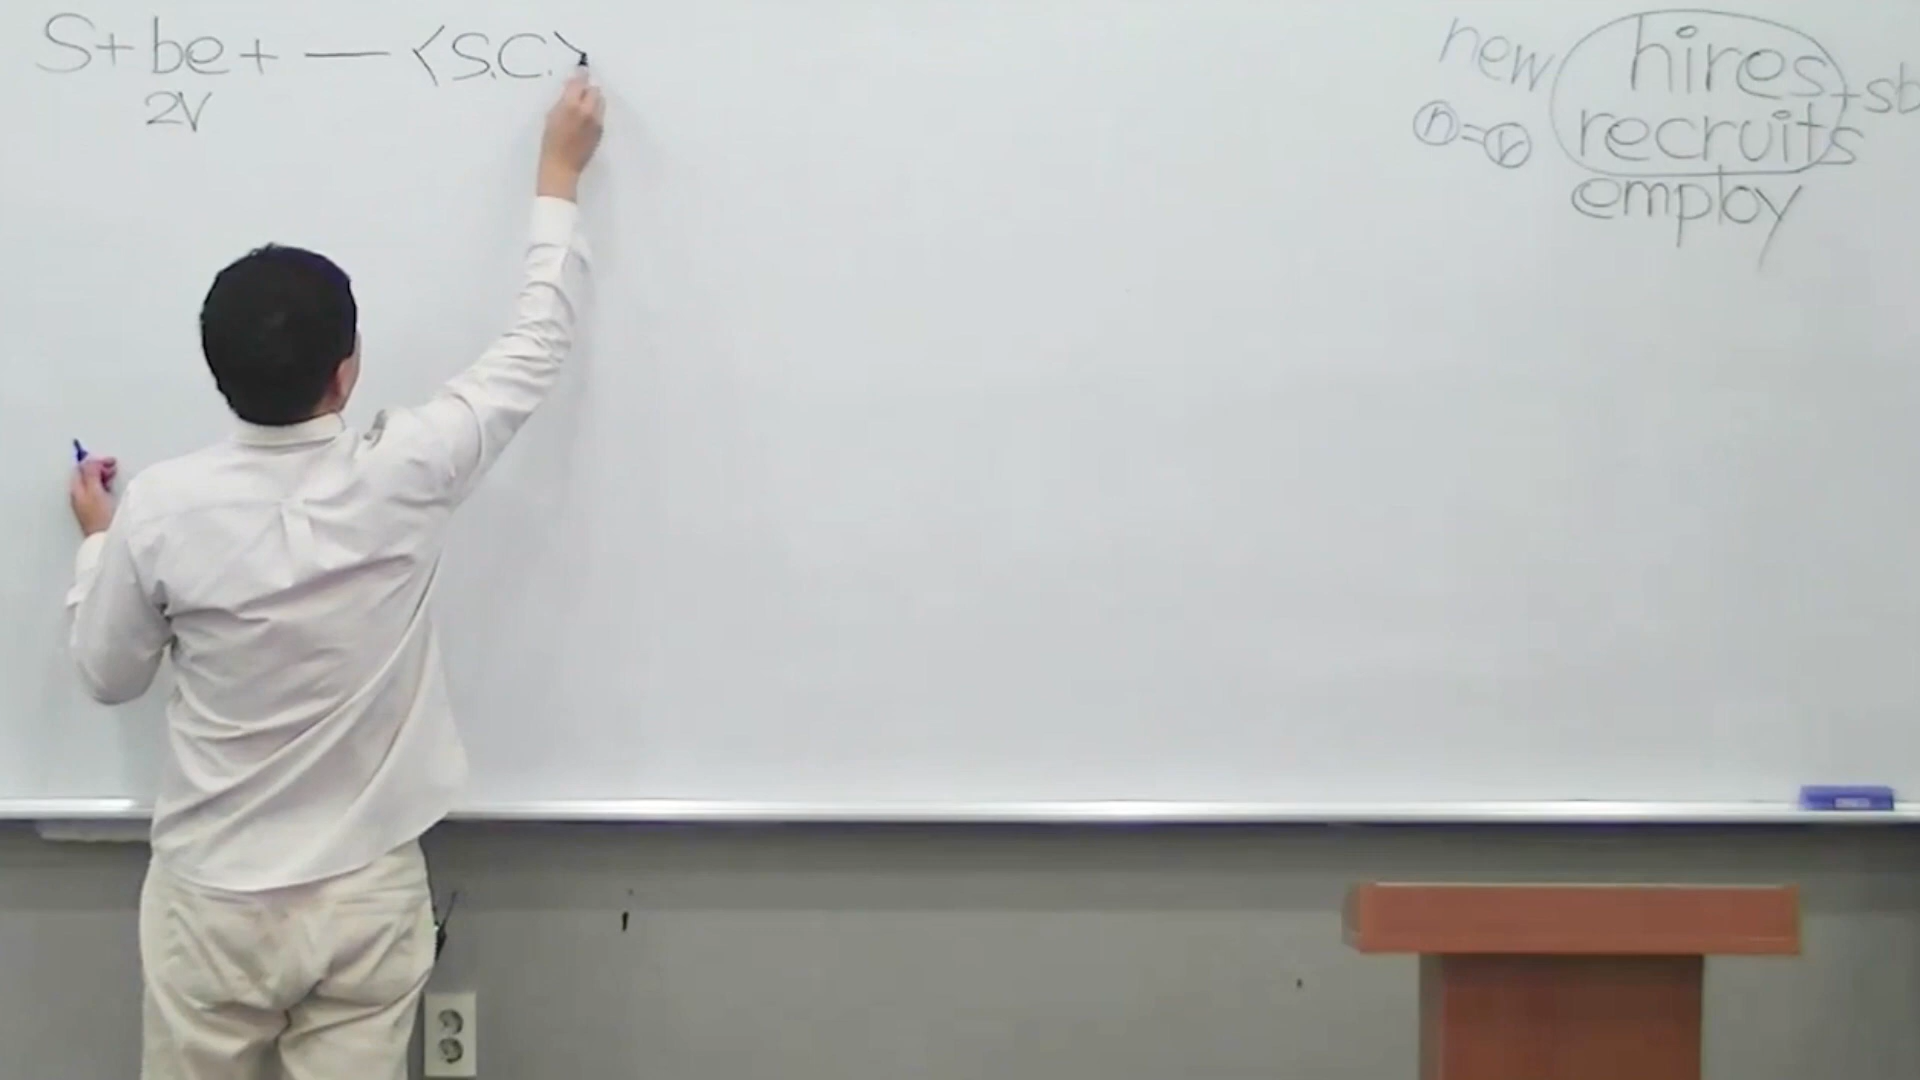 S+be+ — <S.C.>
2V
new hires +sb
ⓝ=ⓥ recruits
employ